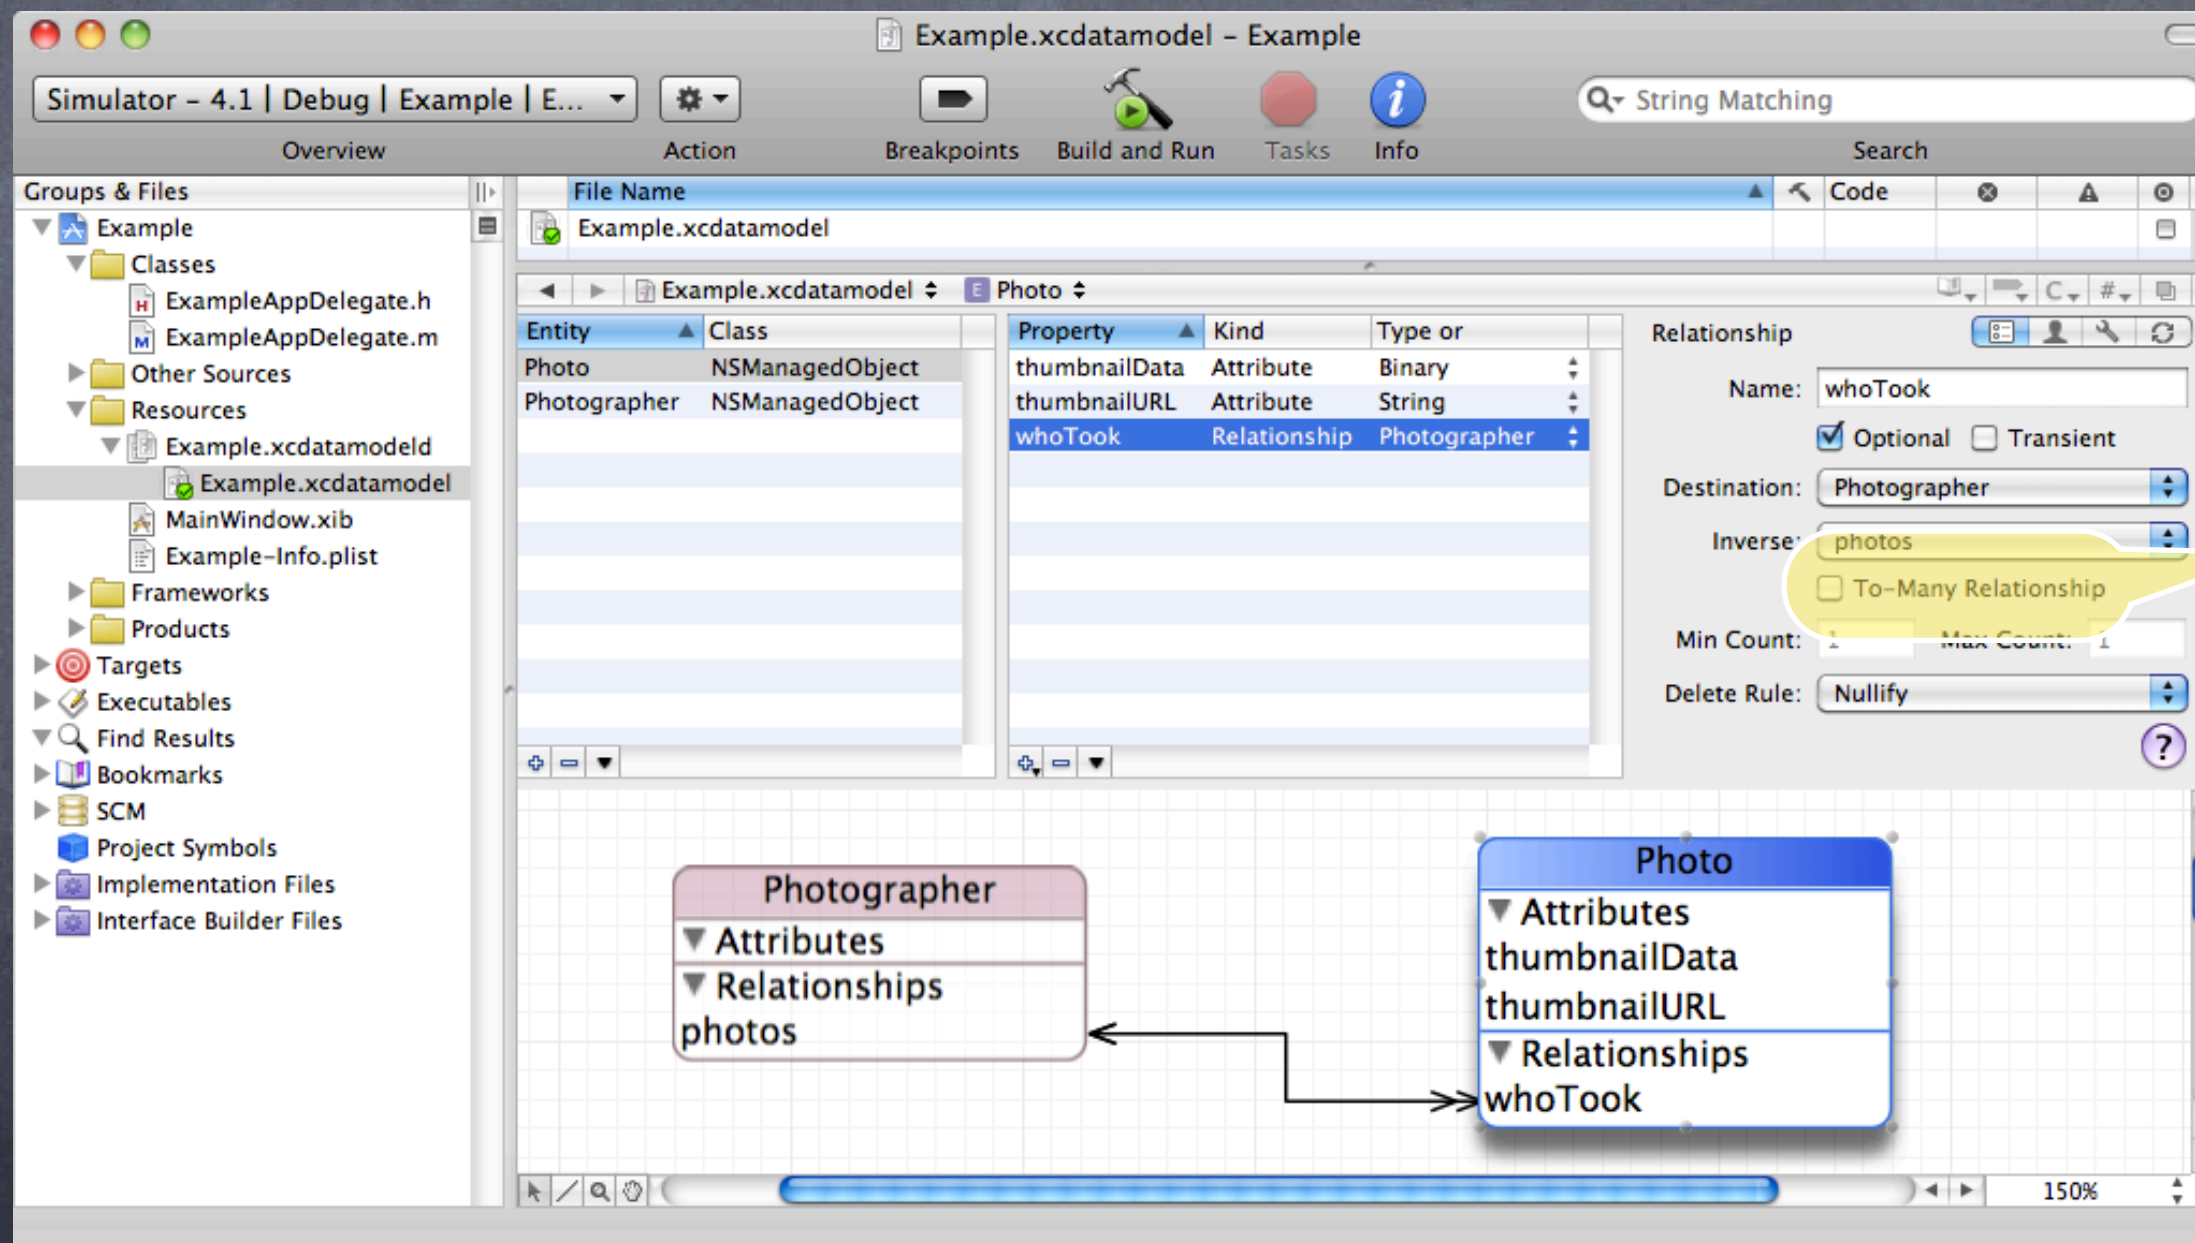 Example.xcdatamodel – Example
Simulator – 4.1 | Debug | Example | E...
String Matching
Overview
Action
Breakpoints
Build and Run
Tasks
Info
Search
Groups & Files
Example
Classes
ExampleAppDelegate.h
ExampleAppDelegate.m
Other Sources
Resources
Example.xcdatamodeld
Example.xcdatamodel
MainWindow.xib
Example-Info.plist
Frameworks
Products
Targets
Executables
Find Results
Bookmarks
SCM
Project Symbols
Implementation Files
Interface Builder Files
File Name
Code
Example.xcdatamodel
Example.xcdatamodel
E Photo
C
#
Entity Class
Photo NSManagedObject
Photographer NSManagedObject
Property Kind Type or
thumbnailData Attribute Binary
thumbnailURL Attribute String
whoTook Relationship Photographer
Relationship
Name: whoTook
Optional Transient
Destination: Photographer
Inverse: photos
To-Many Relationship
Min Count: 1 Max Count: 1
Delete Rule: Nullify
?
Photographer
Attributes
Relationships
photos
Photo
Attributes
thumbnailData
thumbnailURL
Relationships
whoTook
150%